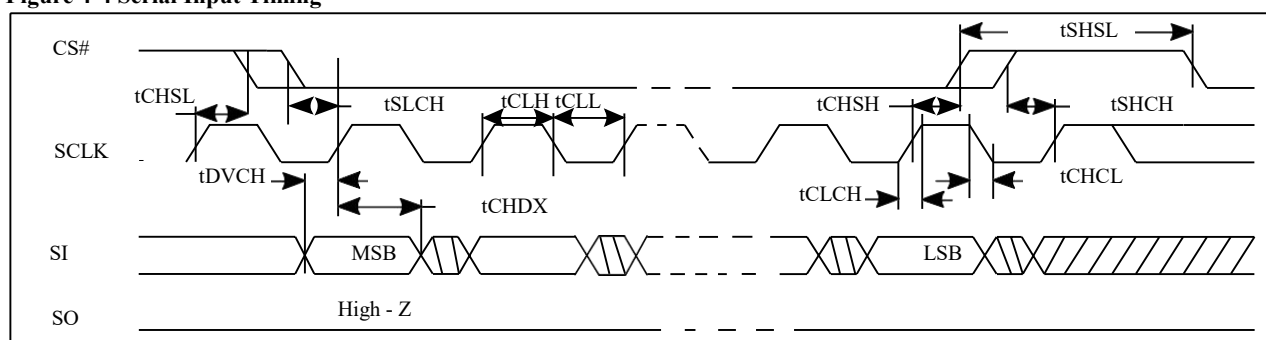 Figure 4-4 Serial Input Timing
CS#
tSHSL
tCHSL
tSLCH
tCLH tCLL
tCHSH
tSHCH
SCLK
tDVCH
tCHDX
tCLCH
tCHCL
SI
MSB
LSB
High - Z
SO